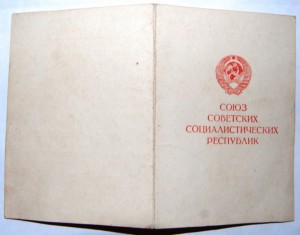 СОЮЗ
СОВЕТСКИХ
СОЦИАЛИСТИЧЕСКИХ
РЕСПУБЛИК